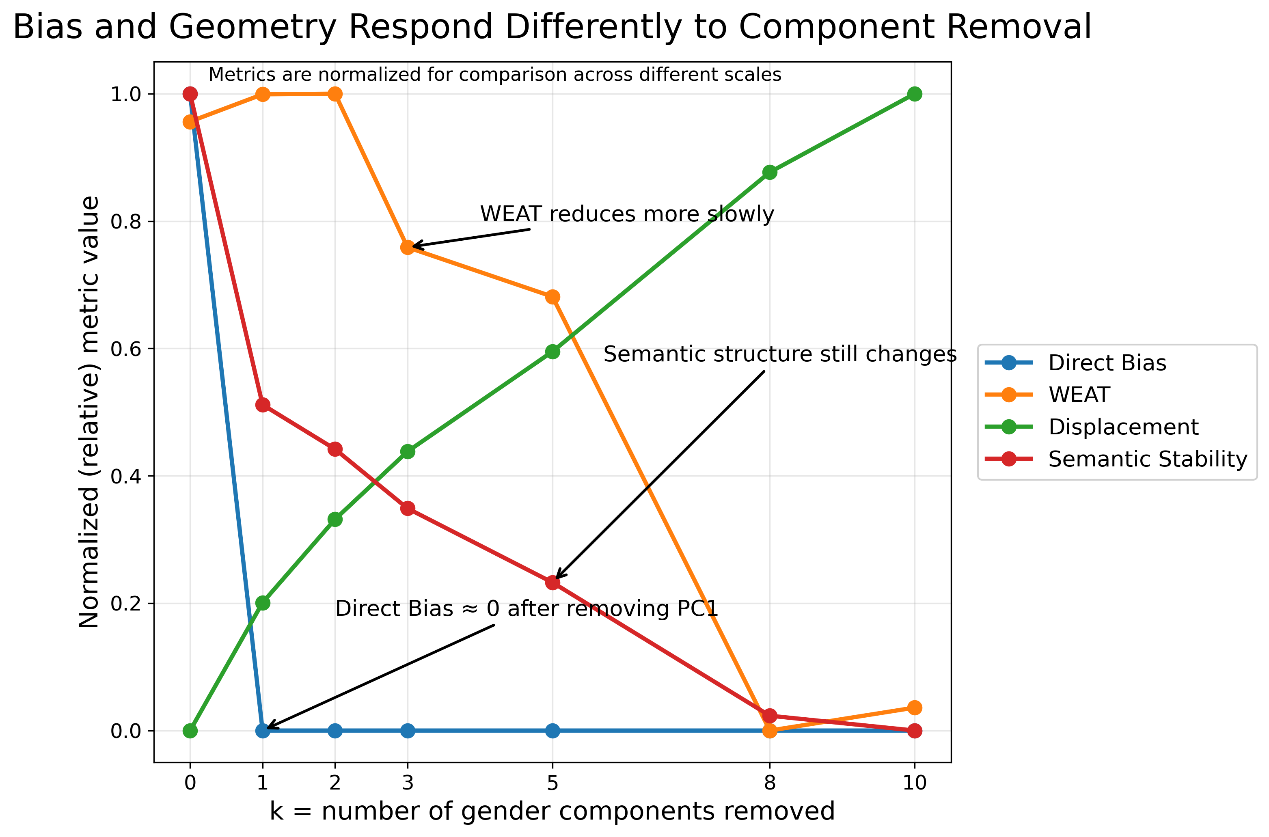 Bias and Geometry Respond Differently to Component Removal
Metrics are normalized for comparison across different scales
Normalized (relative) metric value
1.0
0.8
0.6
0.4
0.2
0.0
WEAT reduces more slowly
Semantic structure still changes
Direct Bias ≈ 0 after removing PC1
0 1 2 3 5 8 10
k = number of gender components removed
Direct Bias
WEAT
Displacement
Semantic Stability